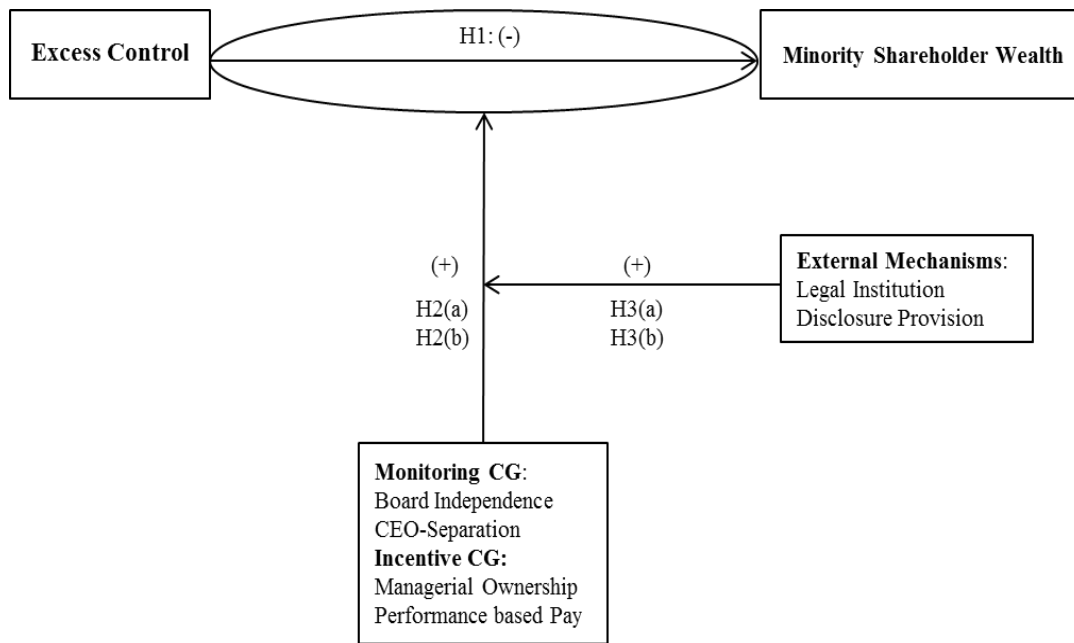 Excess Control
H1: (-)
Minority Shareholder Wealth
(+)
H2(a)
H2(b)
(+)
H3(a)
H3(b)
External Mechanisms:
Legal Institution
Disclosure Provision
Monitoring CG:
Board Independence
CEO-Separation
Incentive CG:
Managerial Ownership
Performance based Pay